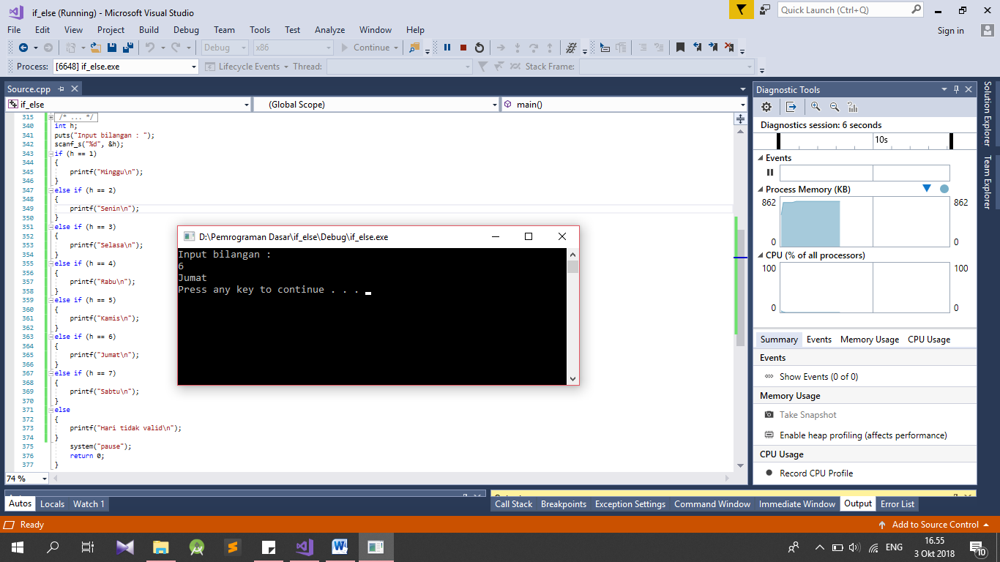 if_else (Running) - Microsoft Visual Studio
Quick Launch (Ctrl+Q)
File Edit View Project Build Debug Team Tools Test Analyze Window Help
Sign in
Debug x86 Continue
Process: [6648] if_else.exe Lifecycle Events Thread: Stack Frame:
Source.cpp
if_else (Global Scope) main()
315 /* ... */
340 int h;
341 puts("Input bilangan : ");
342 scanf_s("%d", &h);
343 if (h == 1)
344 {
345 printf("Minggu\n");
346 }
347 else if (h == 2)
348 {
349 printf("Senin\n");
350 }
351 else if (h == 3)
352 {
353 printf("Selasa\n");
354 }
355 else if (h == 4)
356 {
357 printf("Rabu\n");
358 }
359 else if (h == 5)
360 {
361 printf("Kamis\n");
362 }
363 else if (h == 6)
364 {
365 printf("Jumat\n");
366 }
367 else if (h == 7)
368 {
369 printf("Sabtu\n");
370 }
371 else
372 {
373 printf("Hari tidak valid\n");
374 }
375 system("pause");
376 return 0;
377 }
74 %
D:\Pemrograman Dasar\if_else\Debug\if_else.exe
Input bilangan :
6
Jumat
Press any key to continue . . .
Diagnostic Tools
Diagnostics session: 6 seconds
10s
Events
Process Memory (KB)
862 862
0 0
CPU (% of all processors)
100 100
0 0
Summary Events Memory Usage CPU Usage
Events
Show Events (0 of 0)
Memory Usage
Take Snapshot
Enable heap profiling (affects performance)
CPU Usage
Record CPU Profile
Solution Explorer
Team Explorer
Autos Locals Watch 1
Call Stack Breakpoints Exception Settings Command Window Immediate Window Output Error List
Ready
Add to Source Control
ENG
16.55
3 Okt 2018
10